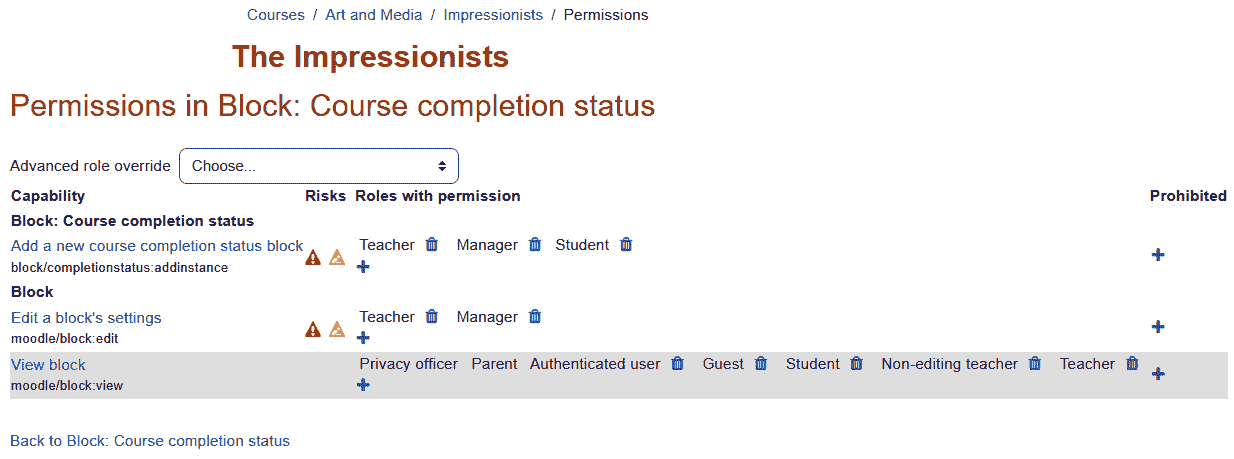 Courses / Art and Media / Impressionists / Permissions
The Impressionists
Permissions in Block: Course completion status
Advanced role override Choose...
Capability Risks Roles with permission Prohibited
Block: Course completion status
Add a new course completion status block Teacher Manager Student
block/completionstatus:addinstance
Block
Edit a block's settings Teacher Manager
moodle/block:edit
View block Privacy officer Parent Authenticated user Guest Student Non-editing teacher Teacher
moodle/block:view
Back to Block: Course completion status